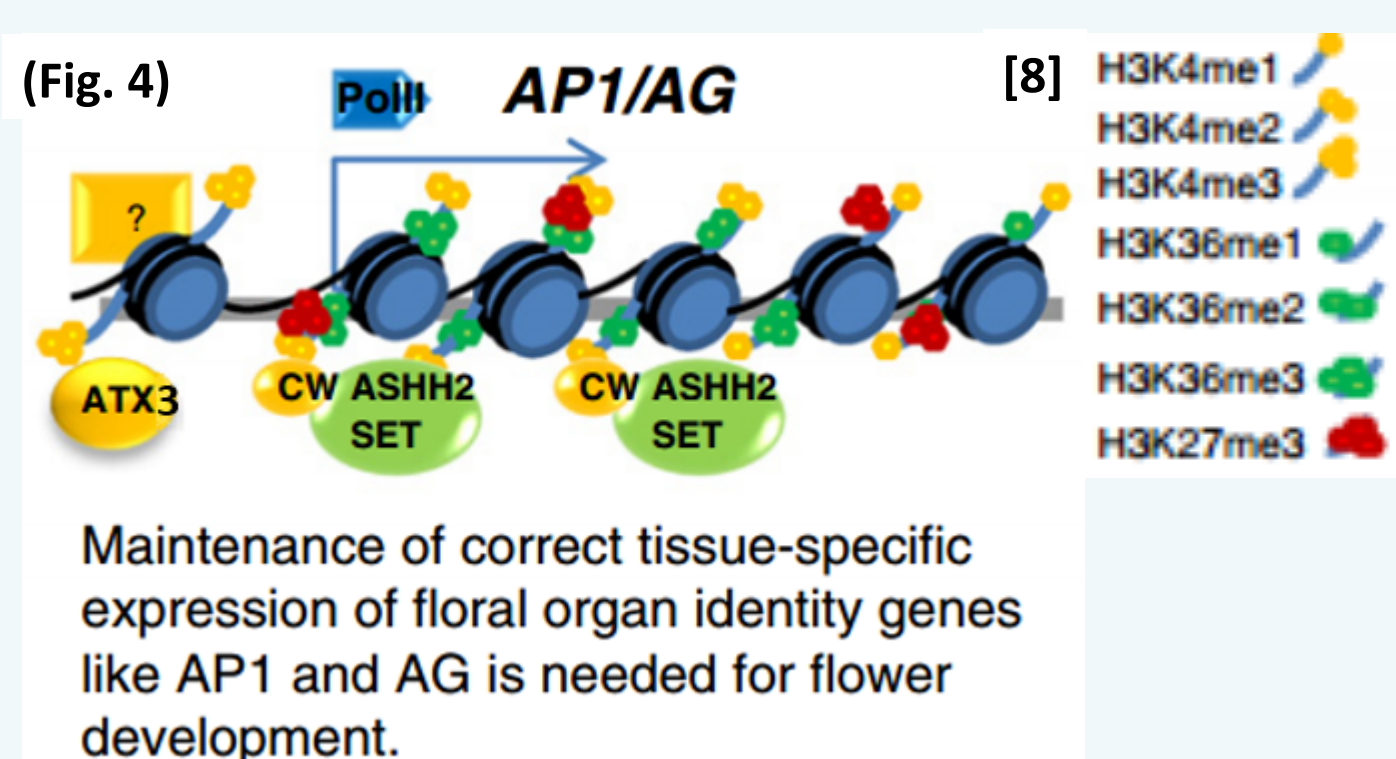 (Fig. 4)
PolII
AP1/AG
[8]
?
ATX3
CW ASHH2
SET
CW ASHH2
SET
H3K4me1
H3K4me2
H3K4me3
H3K36me1
H3K36me2
H3K36me3
H3K27me3
Maintenance of correct tissue-specific
expression of floral organ identity genes
like AP1 and AG is needed for flower
development.